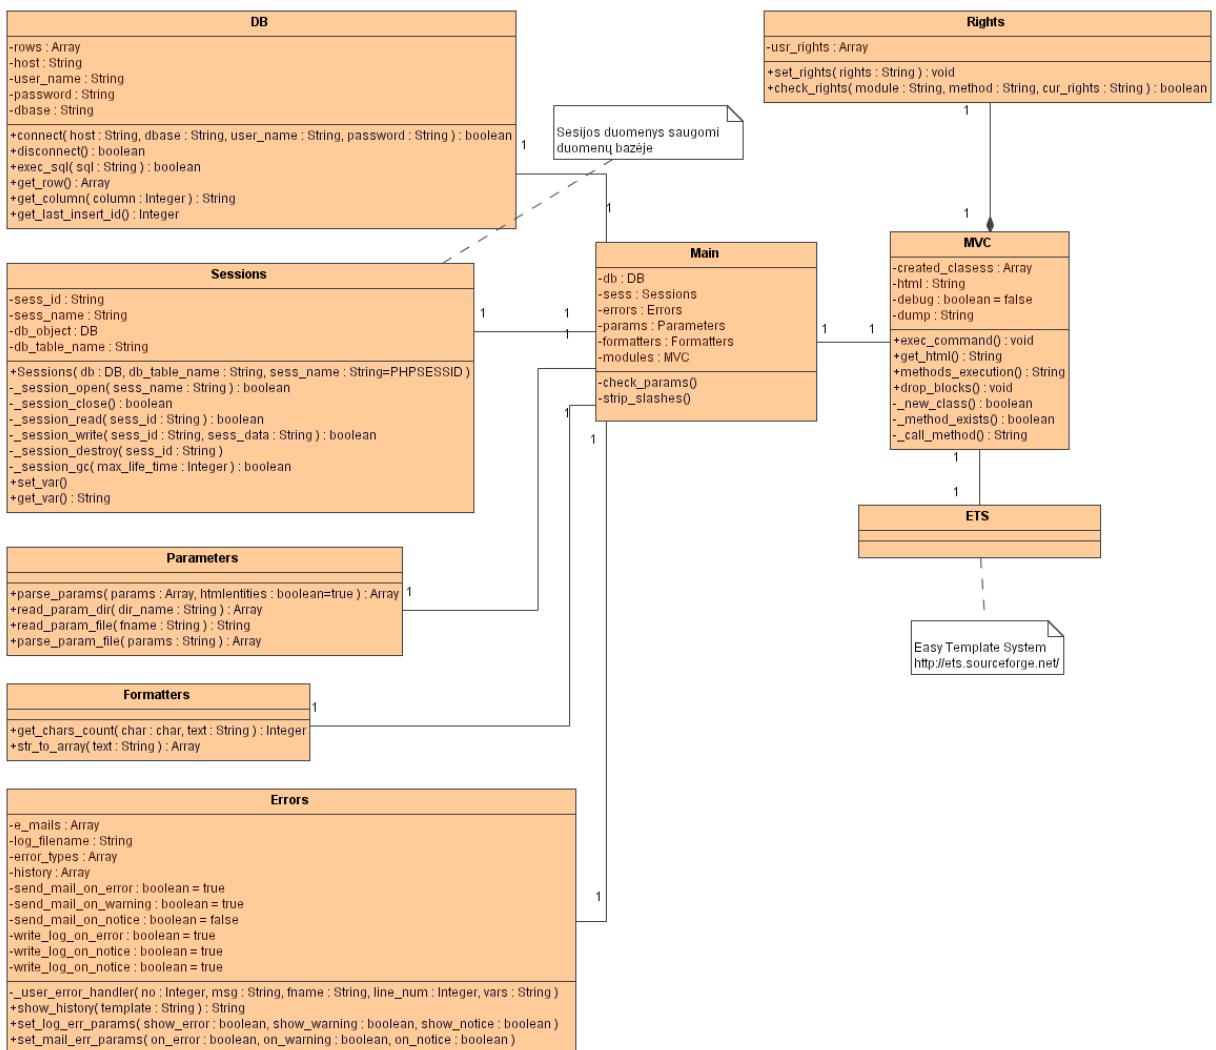 DB
-rows : Array
-host : String
-user_name : String
-password : String
-dbase : String
+connect( host : String, dbase : String, user_name : String, password : String ) : boolean
+disconnect() : boolean
+exec_sql( sql : String ) : boolean
+get_row() : Array
+get_column( column : Integer ) : String
+get_last_insert_id() : Integer
1
1
Sesijos duomenys saugomi
duomenų bazėje
Rights
-usr_rights : Array
+set_rights( rights : String ) : void
+check_rights( module : String, method : String, cur_rights : String ) : boolean
1
1
Sessions
-sess_id : String
-sess_name : String
-db_object : DB
-db_table_name : String
+Sessions( db : DB, db_table_name : String, sess_name : String=PHPSESSID )
-_session_open( sess_name : String ) : boolean
-_session_close() : boolean
-_session_read( sess_id : String ) : boolean
-_session_write( sess_id : String, sess_data : String ) : boolean
-_session_destroy( sess_id : String )
-_session_gc( max_life_time : Integer ) : boolean
+set_var()
+get_var() : String
1
1
1
Main
-db : DB
-sess : Sessions
-errors : Errors
-params : Parameters
-formatters : Formatters
-modules : MVC
-check_params()
-strip_slashes()
1
1
1
1
MVC
-created_clasess : Array
-html : String
-debug : boolean = false
-dump : String
+exec_command() : void
+get_html() : String
+methods_execution() : String
+drop_blocks() : void
-_new_class() : boolean
-_method_exists() : boolean
-_call_method() : String
1
1
ETS
Easy Template System
http://ets.sourceforge.net/
Parameters
+parse_params( params : Array, htmlentities : boolean=true ) : Array
+read_param_dir( dir_name : String ) : Array
+read_param_file( fname : String ) : String
+parse_param_file( params : String ) : Array
1
Formatters
+get_chars_count( char : char, text : String ) : Integer
+str_to_array( text : String ) : Array
1
Errors
-e_mails : Array
-log_filename : String
-error_types : Array
-history : Array
-send_mail_on_error : boolean = true
-send_mail_on_warning : boolean = true
-send_mail_on_notice : boolean = false
-write_log_on_error : boolean = true
-write_log_on_notice : boolean = true
-write_log_on_notice : boolean = true
-_user_error_handler( no : Integer, msg : String, fname : String, line_num : Integer, vars : String )
+show_history( template : String ) : String
+set_log_err_params( show_error : boolean, show_warning : boolean, show_notice : boolean )
+set_mail_err_params( on_error : boolean, on_warning : boolean, on_notice : boolean )
1